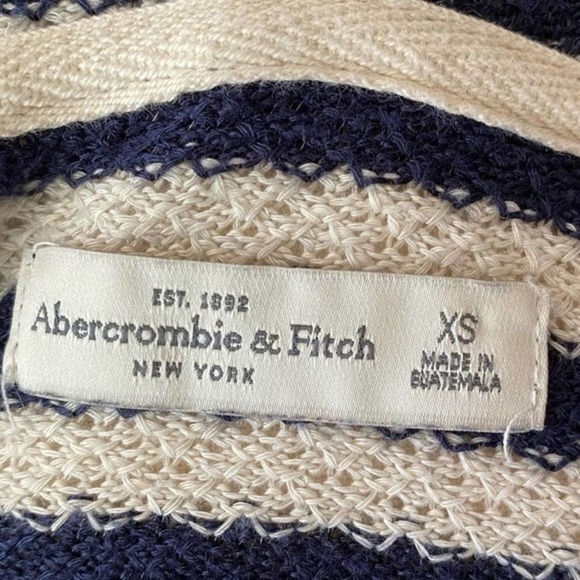 EST. 1892
Abercrombie & Fitch
NEW YORK
XS
MADE IN
GUATEMALA